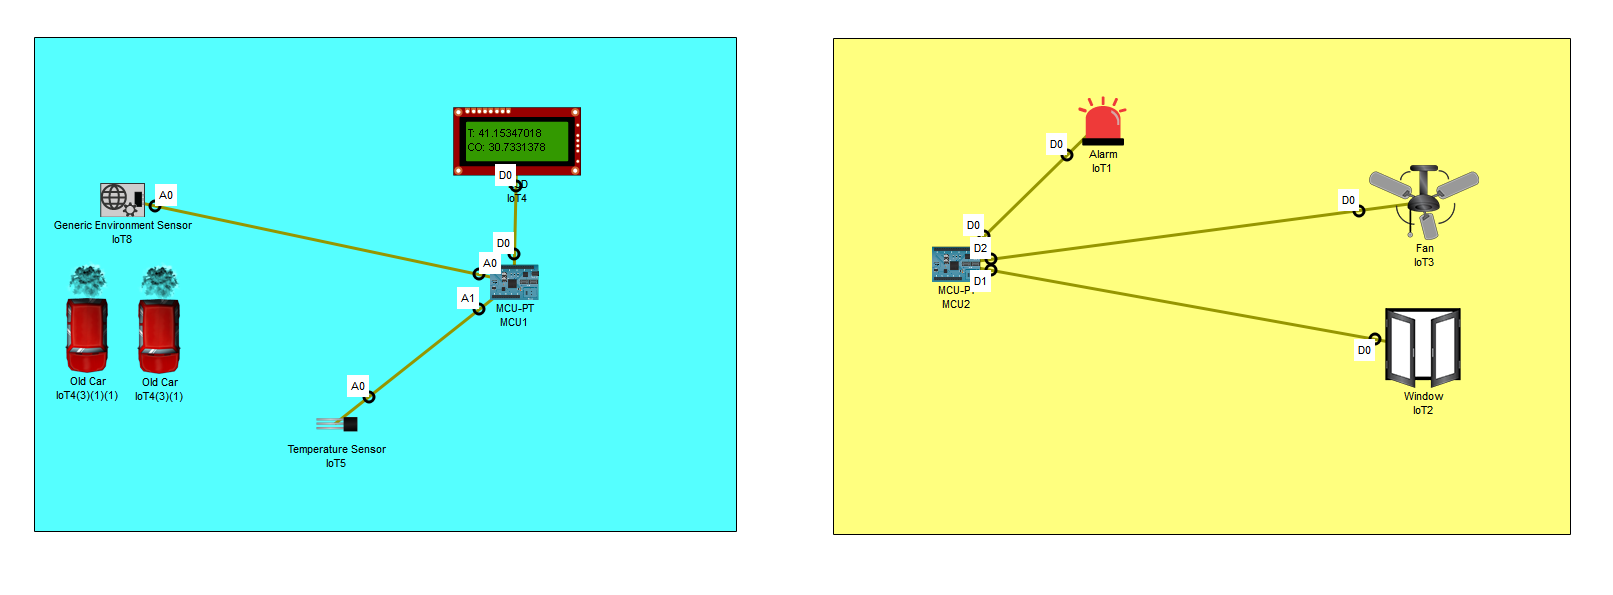 T: 41.15347018
CO: 30.7331378
D0
D
IoT4
A0
Generic Environment Sensor
IoT8
D0
A0
A1
MCU-PT
MCU1
Old Car
IoT4(3)(1)(1)
Old Car
IoT4(3)(1)
A0
Temperature Sensor
IoT5
D0
Alarm
IoT1
D0
D2
D1
MCU-P
MCU2
D0
Fan
IoT3
D0
Window
IoT2